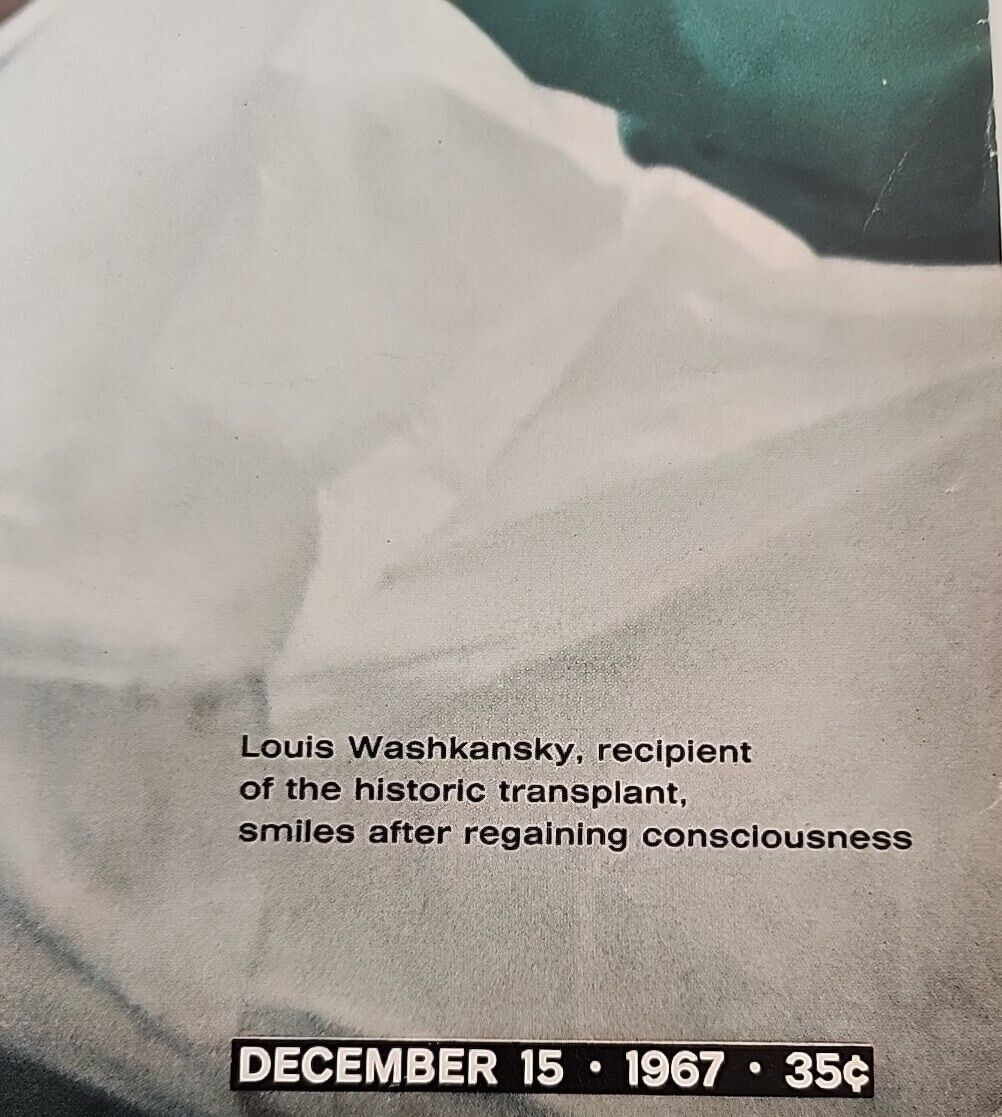 Louis Washkansky, recipient
of the historic transplant,
smiles after regaining consciousness
DECEMBER 15 • 1967 • 35¢